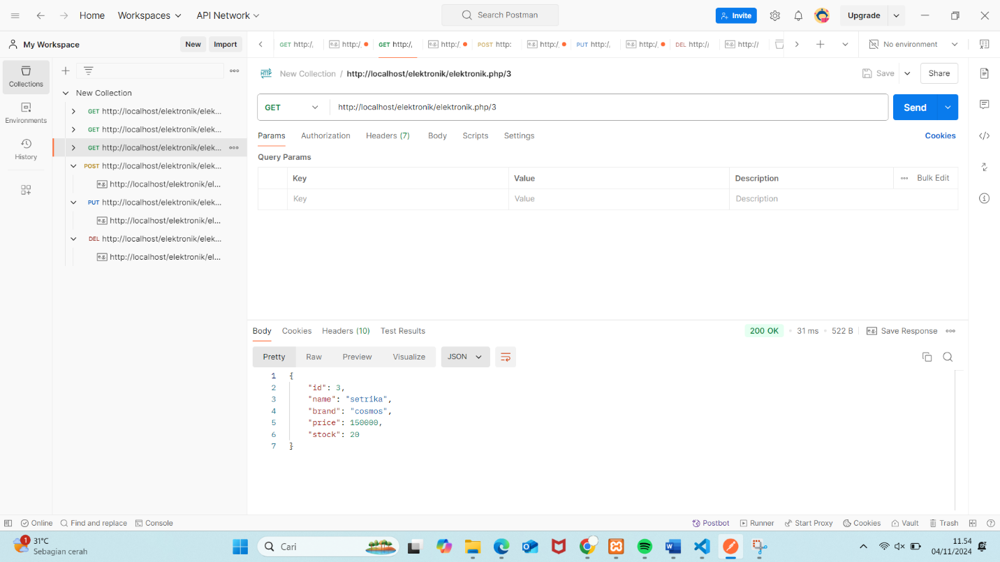 Home Workspaces API Network Search Postman Invite Upgrade
My Workspace New Import
GET http:/, e.g. http:/, GET http:/, e.g. http:/, POST http: e.g. http:/, PUT http:/, e.g. http:/, DEL http:// e.g. http:// No environment
Collections
Environments
History
New Collection
GET http://localhost/elektronik/elek...
GET http://localhost/elektronik/elek...
GET http://localhost/elektronik/elek...
POST http://localhost/elektronik/elek...
e.g. http://localhost/elektronik/el...
PUT http://localhost/elektronik/elek...
e.g. http://localhost/elektronik/el...
DEL http://localhost/elektronik/elek...
e.g. http://localhost/elektronik/el...
HTTP New Collection / http://localhost/elektronik/elektronik.php/3 Save Share
GET http://localhost/elektronik/elektronik.php/3 Send
Params Authorization Headers (7) Body Scripts Settings Cookies
Query Params
Key Value Description Bulk Edit
Key Value Description
Body Cookies Headers (10) Test Results 200 OK • 31 ms • 522 B e.g. Save Response
Pretty Raw Preview Visualize JSON
1 {
2 "id": 3,
3 "name": "setrika",
4 "brand": "cosmos",
5 "price": 150000,
6 "stock": 20
7 }
Online Find and replace Console Postbot Runner Start Proxy Cookies Vault Trash
1 31°C
Sebagian cerah
Cari
11.54
04/11/2024